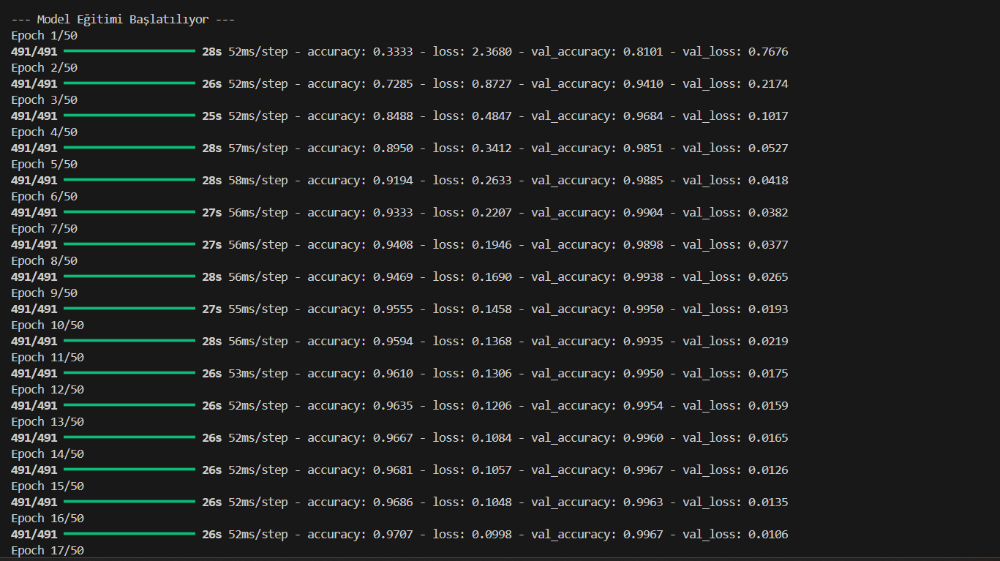 --- Model Eğitimi Başlatılıyor ---
Epoch 1/50
491/491 28s 52ms/step - accuracy: 0.3333 - loss: 2.3680 - val_accuracy: 0.8101 - val_loss: 0.7676
Epoch 2/50
491/491 26s 52ms/step - accuracy: 0.7285 - loss: 0.8727 - val_accuracy: 0.9410 - val_loss: 0.2174
Epoch 3/50
491/491 25s 52ms/step - accuracy: 0.8488 - loss: 0.4847 - val_accuracy: 0.9684 - val_loss: 0.1017
Epoch 4/50
491/491 28s 57ms/step - accuracy: 0.8950 - loss: 0.3412 - val_accuracy: 0.9851 - val_loss: 0.0527
Epoch 5/50
491/491 28s 58ms/step - accuracy: 0.9194 - loss: 0.2633 - val_accuracy: 0.9885 - val_loss: 0.0418
Epoch 6/50
491/491 27s 56ms/step - accuracy: 0.9333 - loss: 0.2207 - val_accuracy: 0.9904 - val_loss: 0.0382
Epoch 7/50
491/491 27s 56ms/step - accuracy: 0.9408 - loss: 0.1946 - val_accuracy: 0.9898 - val_loss: 0.0377
Epoch 8/50
491/491 28s 56ms/step - accuracy: 0.9469 - loss: 0.1690 - val_accuracy: 0.9938 - val_loss: 0.0265
Epoch 9/50
491/491 27s 55ms/step - accuracy: 0.9555 - loss: 0.1458 - val_accuracy: 0.9950 - val_loss: 0.0193
Epoch 10/50
491/491 28s 56ms/step - accuracy: 0.9594 - loss: 0.1368 - val_accuracy: 0.9935 - val_loss: 0.0219
Epoch 11/50
491/491 26s 53ms/step - accuracy: 0.9610 - loss: 0.1306 - val_accuracy: 0.9950 - val_loss: 0.0175
Epoch 12/50
491/491 26s 52ms/step - accuracy: 0.9635 - loss: 0.1206 - val_accuracy: 0.9954 - val_loss: 0.0159
Epoch 13/50
491/491 26s 52ms/step - accuracy: 0.9667 - loss: 0.1084 - val_accuracy: 0.9960 - val_loss: 0.0165
Epoch 14/50
491/491 26s 52ms/step - accuracy: 0.9681 - loss: 0.1057 - val_accuracy: 0.9967 - val_loss: 0.0126
Epoch 15/50
491/491 26s 52ms/step - accuracy: 0.9686 - loss: 0.1048 - val_accuracy: 0.9963 - val_loss: 0.0135
Epoch 16/50
491/491 26s 52ms/step - accuracy: 0.9707 - loss: 0.0998 - val_accuracy: 0.9967 - val_loss: 0.0106
Epoch 17/50